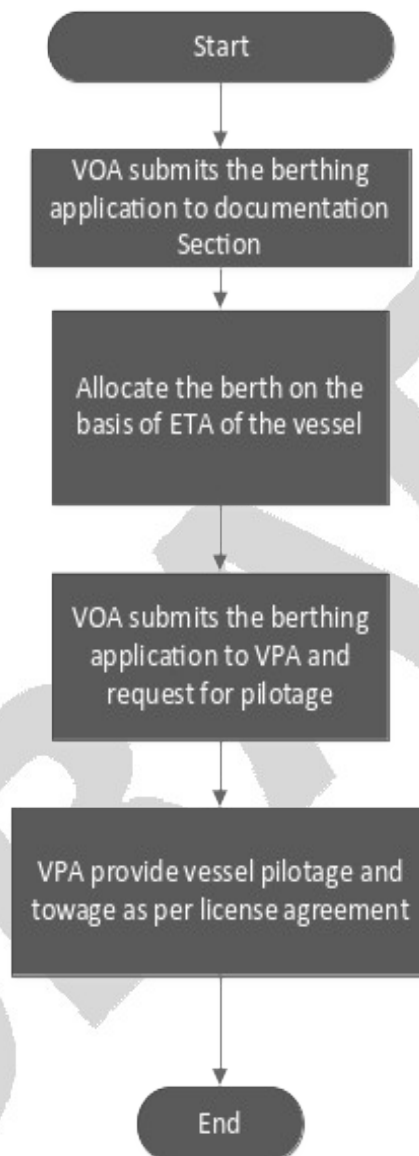 Start
VOA submits the berthing
application to documentation
Section
Allocate the berth on the
basis of ETA of the vessel
VOA submits the berthing
application to VPA and
request for pilotage
VPA provide vessel pilotage and
towage as per license agreement
End